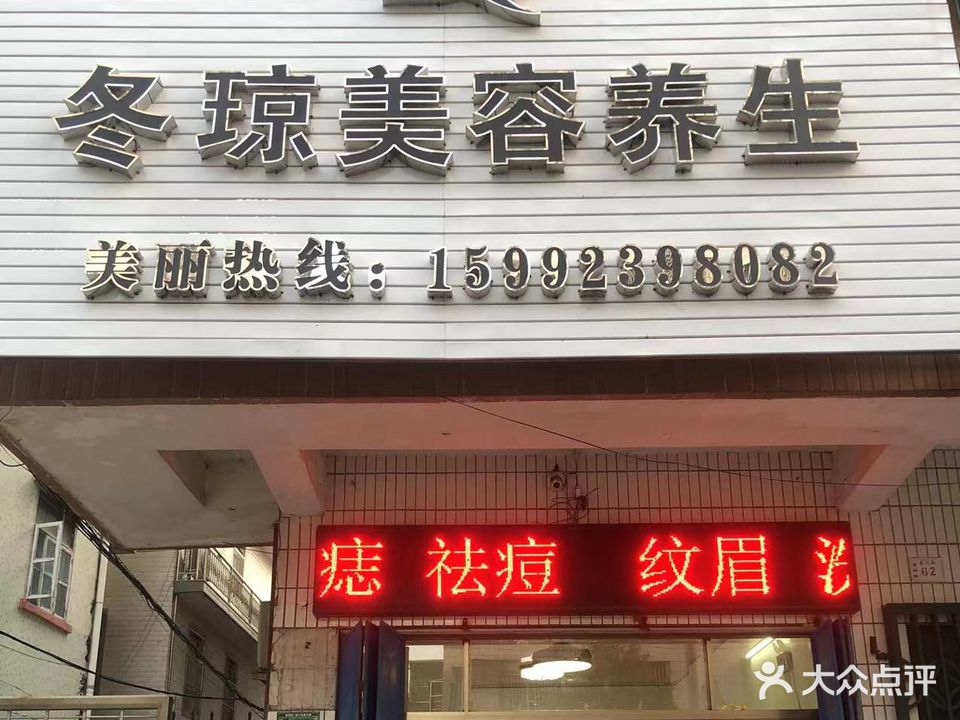 冬琼美容养生
美丽热线：15992398082
痣 祛痘 纹眉
62
大众点评